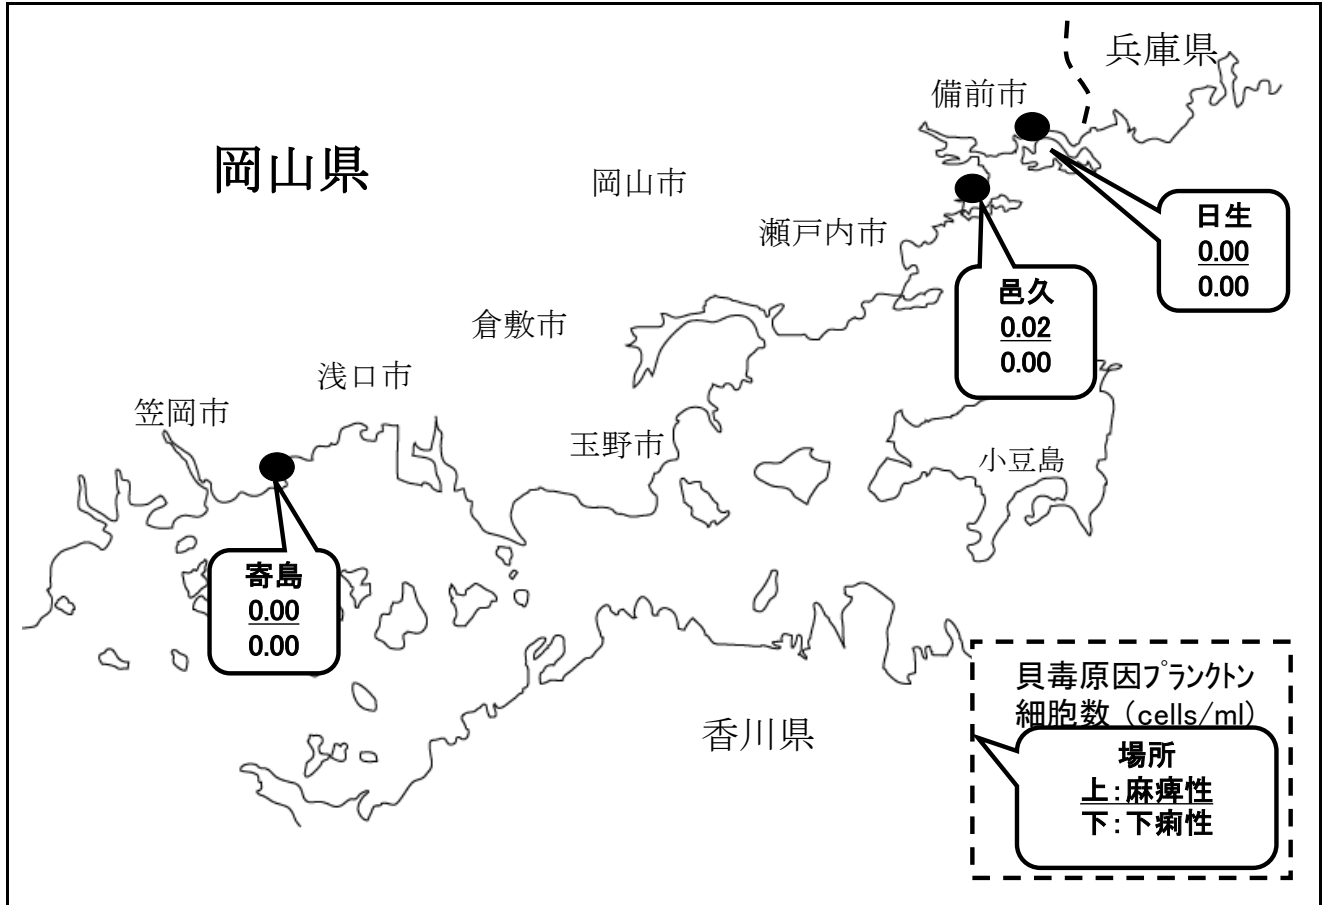 兵庫県
備前市
岡山県
岡山市
日生
0.00
0.00
瀬戸内市
邑久
0.02
0.00
倉敷市
浅口市
笠岡市
玉野市
小豆島
寄島
0.00
0.00
香川県
貝毒原因プランクトン
細胞数 (cells/ml)
場所
上:麻痺性
下:下痢性